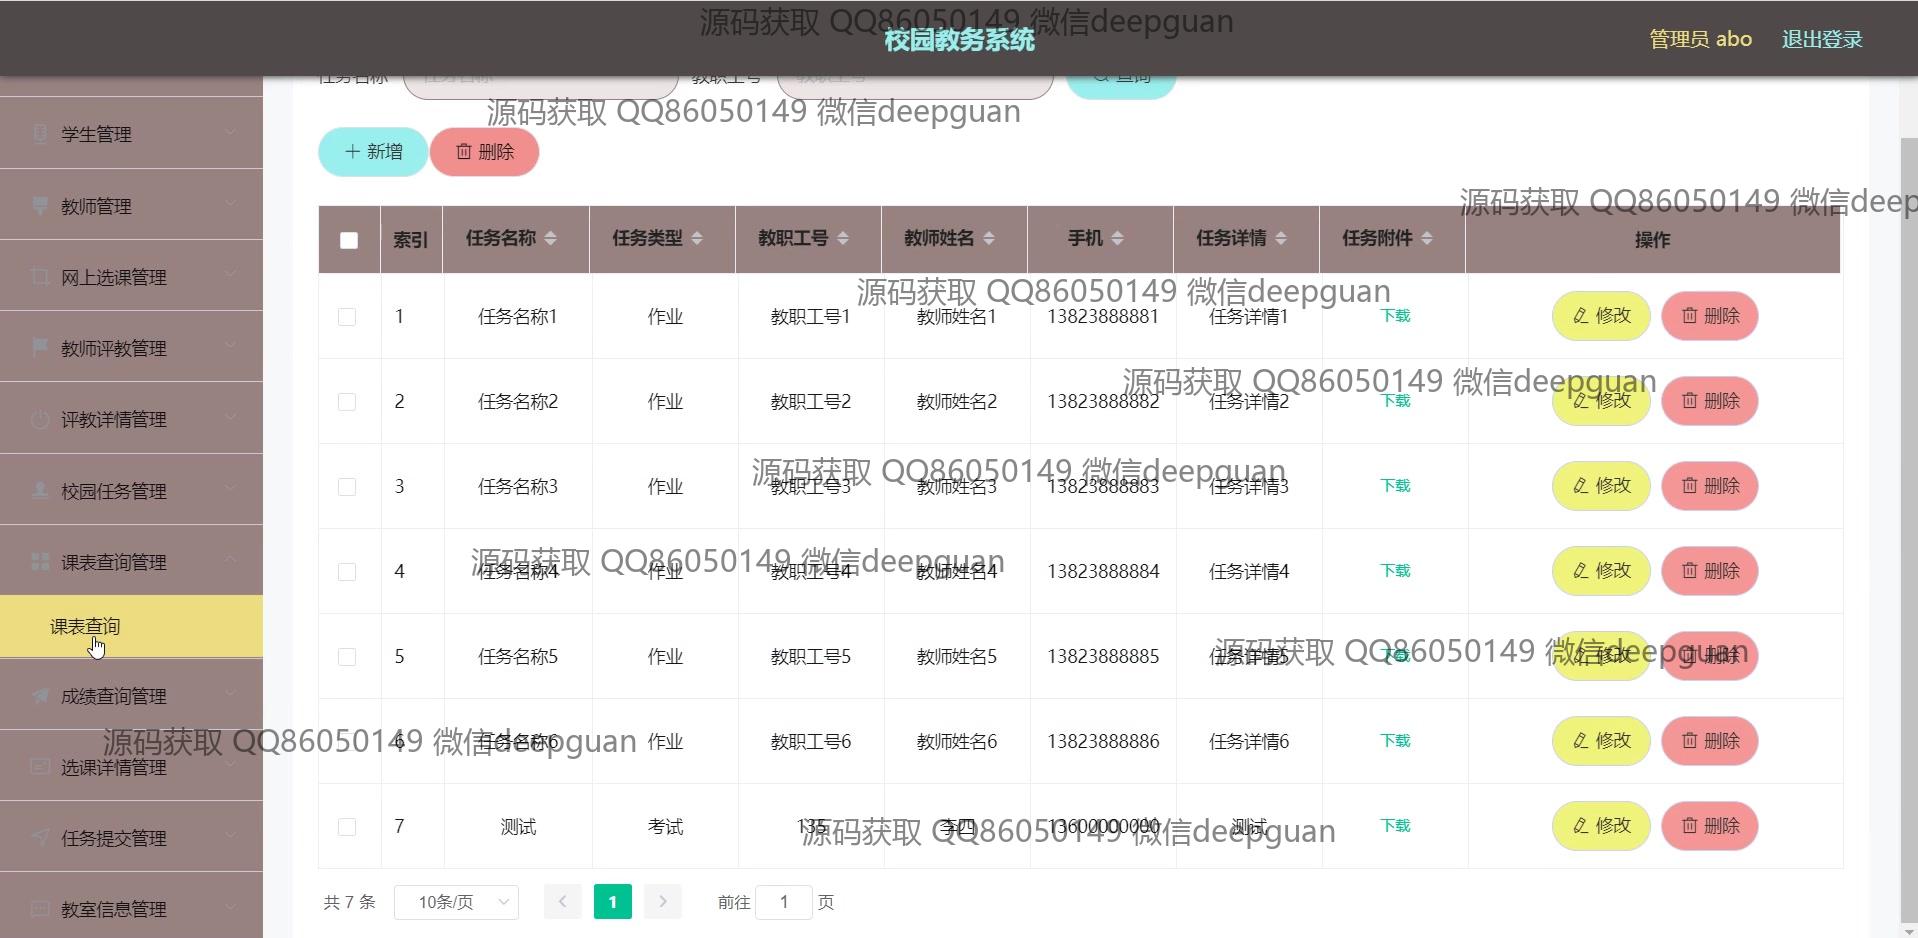 源码获取 QQ86050149 微信deepguan
校园教务系统
管理员 abo
退出登录
任务名称 任务名称 教职工号 教职工号 查询
源码获取 QQ86050149 微信deepguan
新增 删除
源码获取 QQ86050149 微信deep
学生管理
教师管理
网上选课管理
教师评教管理
评教详情管理
校园任务管理
课表查询管理
课表查询
成绩查询管理
选课详情管理
任务提交管理
教室信息管理
索引 任务名称 任务类型 教职工号 教师姓名 手机 任务详情 任务附件 操作
源码获取 QQ86050149 微信deepguan
1 任务名称1 作业 教职工号1 教师姓名1 13823888881 任务详情1 下载 修改 删除
源码获取 QQ86050149 微信deepguan
2 任务名称2 作业 教职工号2 教师姓名2 13823888882 任务详情2 下载 修改 删除
源码获取 QQ86050149 微信deepguan
3 任务名称3 作业 教职工号3 教师姓名3 13823888883 任务详情3 下载 修改 删除
源码获取 QQ86050149 微信deepguan
4 任务名称4 作业 教职工号4 教师姓名4 13823888884 任务详情4 下载 修改 删除
源码获取 QQ86050149 微信deepguan
5 任务名称5 作业 教职工号5 教师姓名5 13823888885 任务详情5 下载 修改 删除
源码获取 QQ86050149 微信deepguan
6 任务名称6 作业 教职工号6 教师姓名6 13823888886 任务详情6 下载 修改 删除
源码获取 QQ86050149 微信deepguan
7 测试 考试 135 李四 13600000000 测试 下载 修改 删除
共 7 条 10条/页 1 前往 1 页